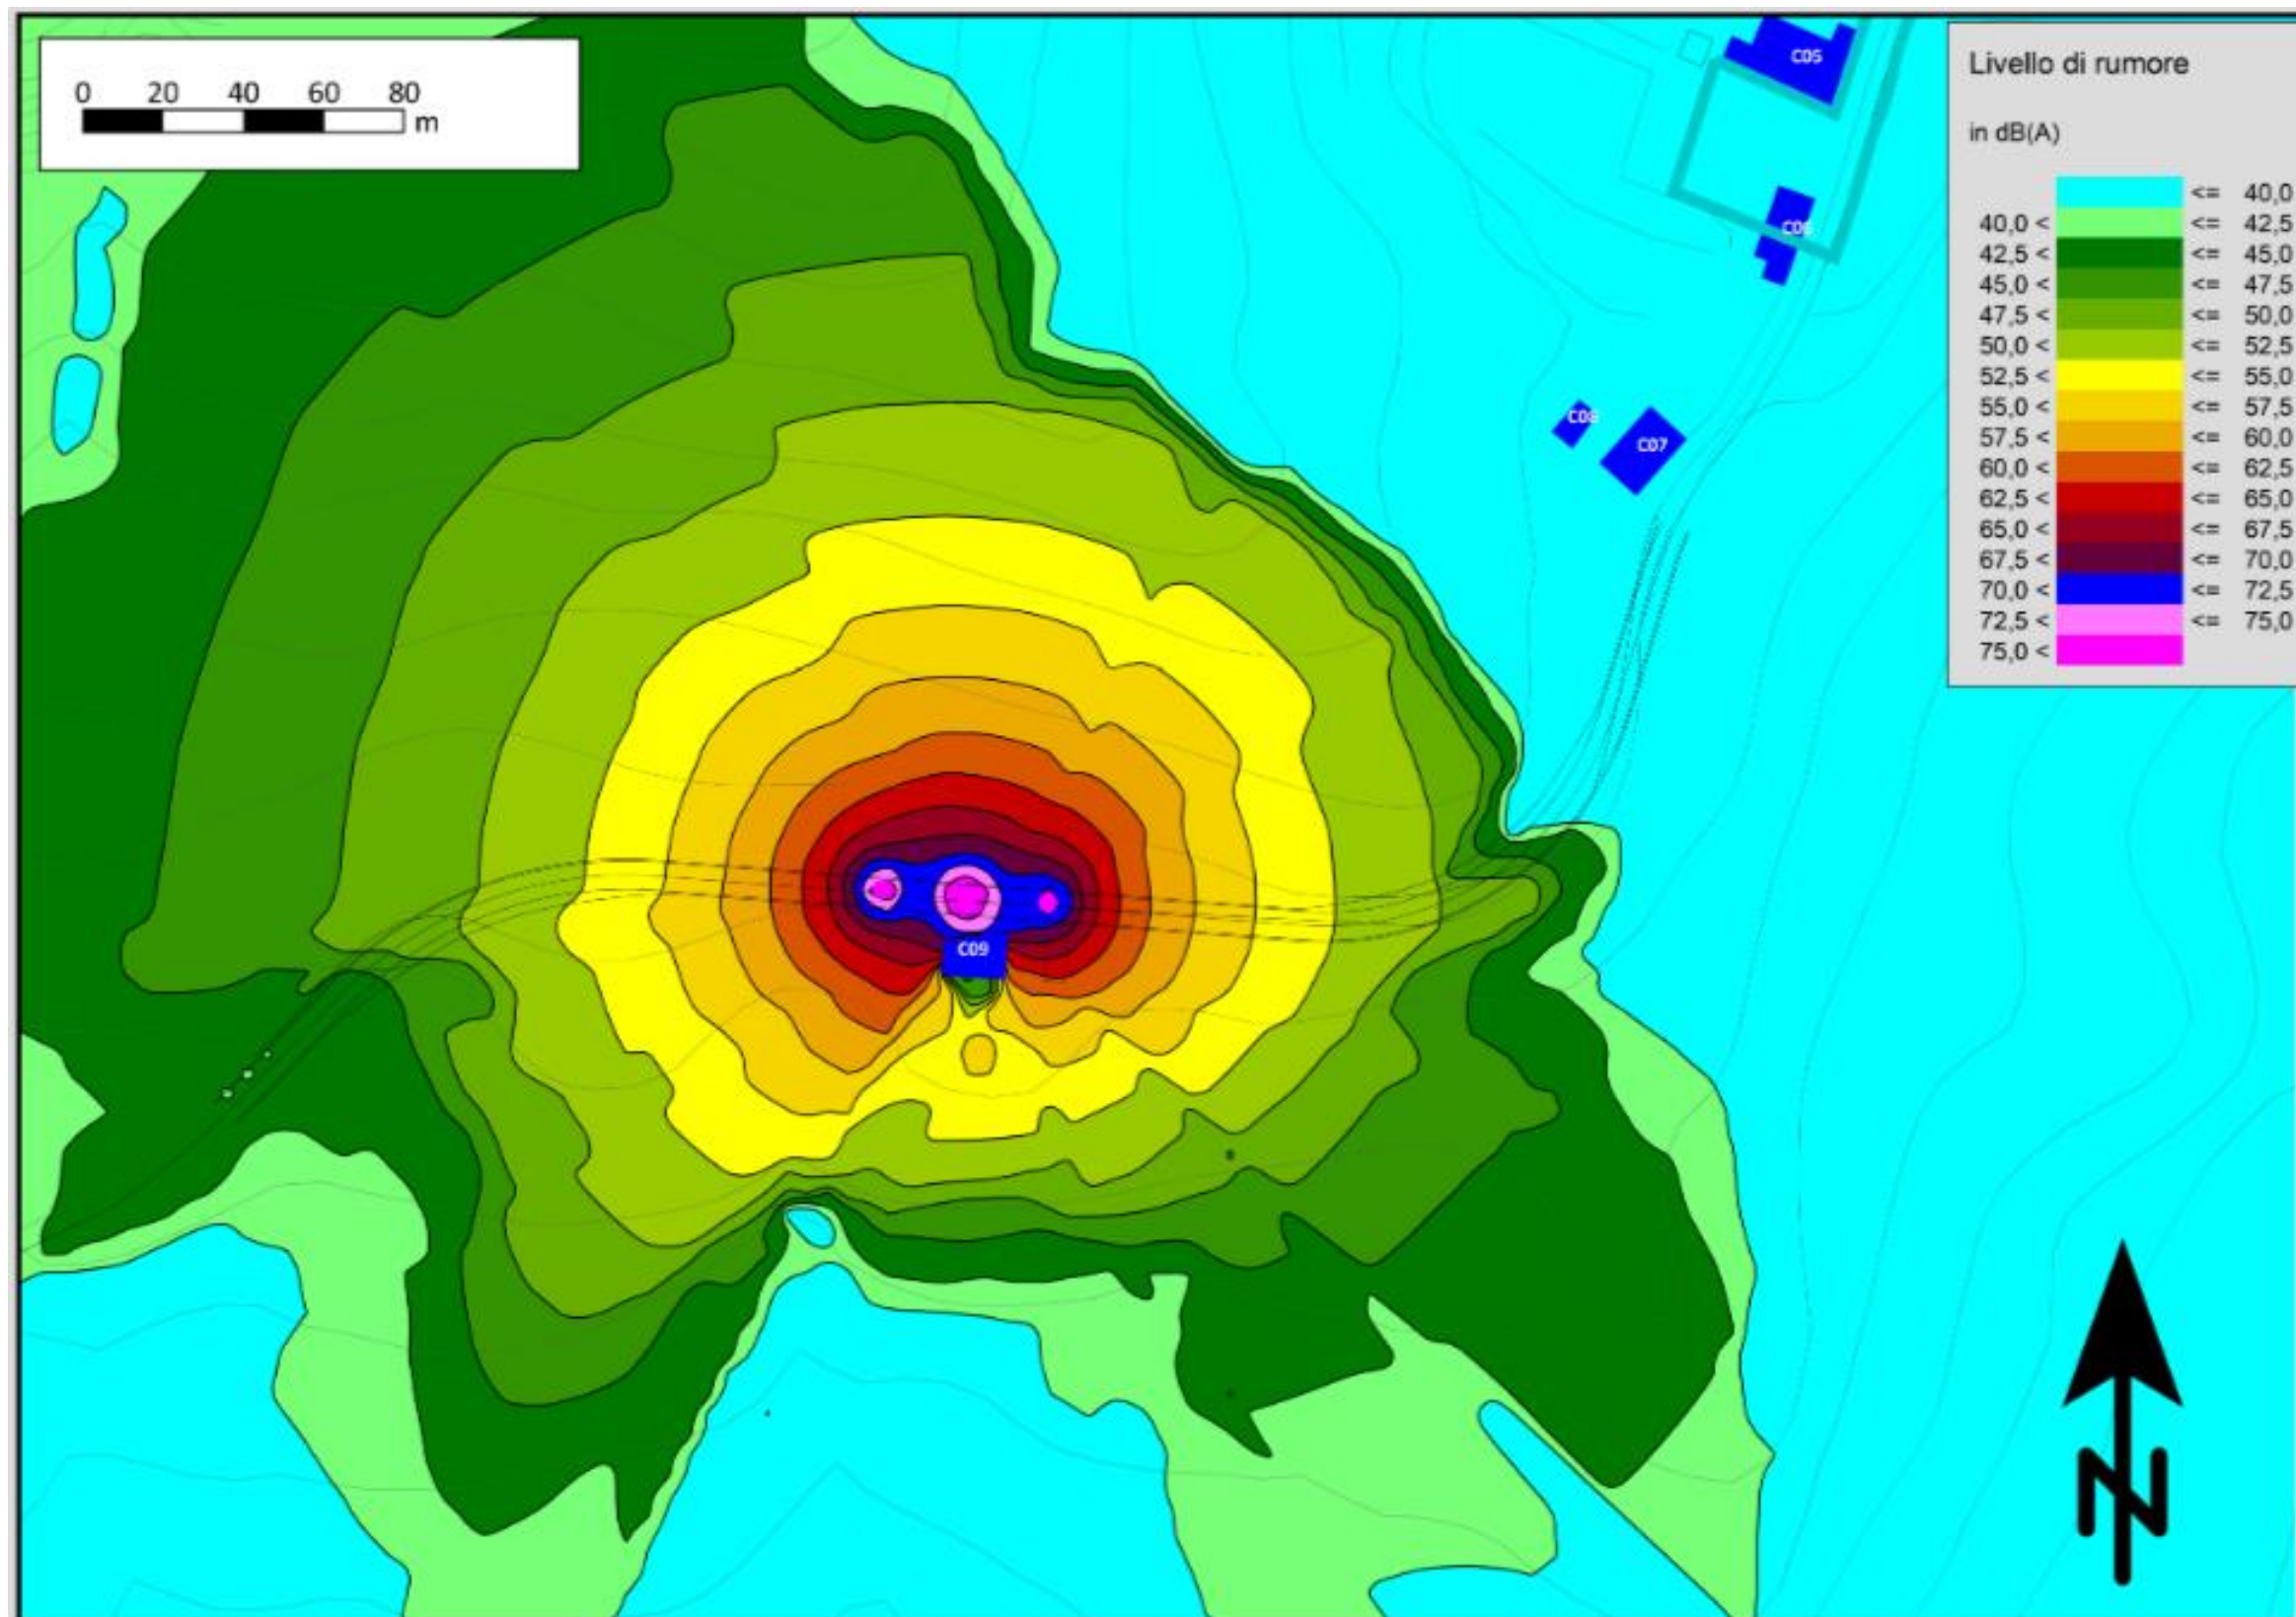 0 20 40 60 80
m
Livello di rumore
in dB(A)
<= 40,0
40,0 < <= 42,5
42,5 < <= 45,0
45,0 < <= 47,5
47,5 < <= 50,0
50,0 < <= 52,5
52,5 < <= 55,0
55,0 < <= 57,5
57,5 < <= 60,0
60,0 < <= 62,5
62,5 < <= 65,0
65,0 < <= 67,5
67,5 < <= 70,0
70,0 < <= 72,5
72,5 < <= 75,0
75,0 <
C05
C06
C08
C07
C09
N